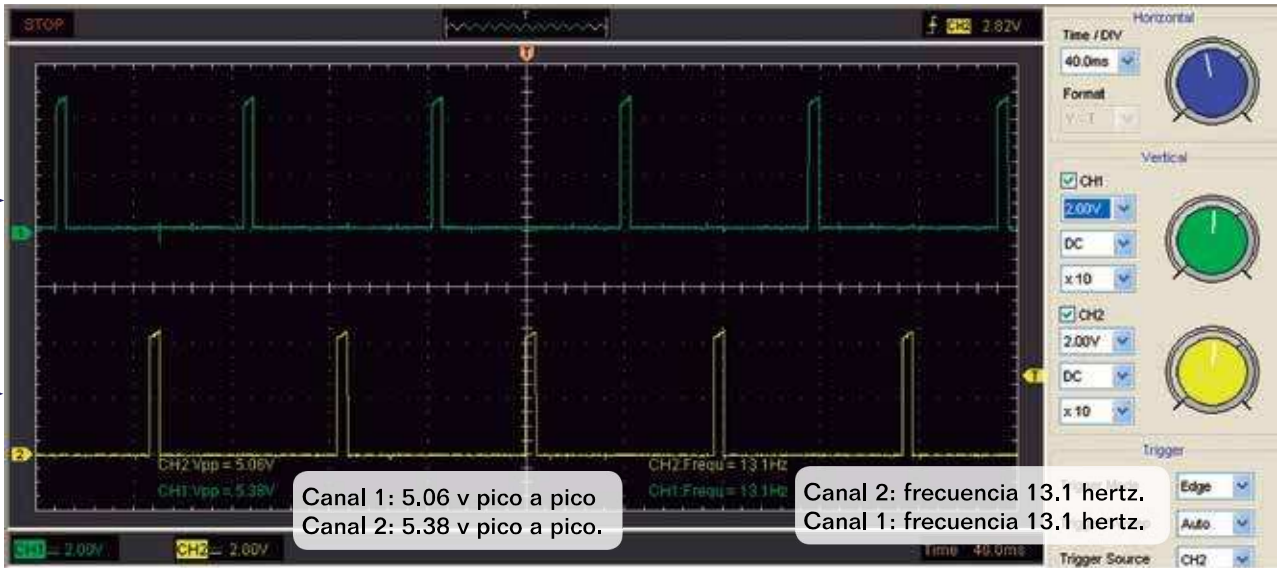 STOP
T
CH2 2.82V
T
Horizontal
Time / DIV
40.0ms
Format
Y - T
Vertical
CH1
2.00V
DC
x 10
CH2
2.00V
DC
x 10
Trigger
Edge
Auto
Trigger Source
CH2
1
T
2
CH2:Vpp = 5.06V
CH2:Frequ = 13.1Hz
CH1:Vpp = 5.38V
CH1:Frequ = 13.1Hz
Canal 1: 5.06 v pico a pico
Canal 2: 5.38 v pico a pico.
Canal 2: frecuencia 13.1 hertz.
Canal 1: frecuencia 13.1 hertz.
CH1 2.00V
CH2 2.00V
Time 40.0ms